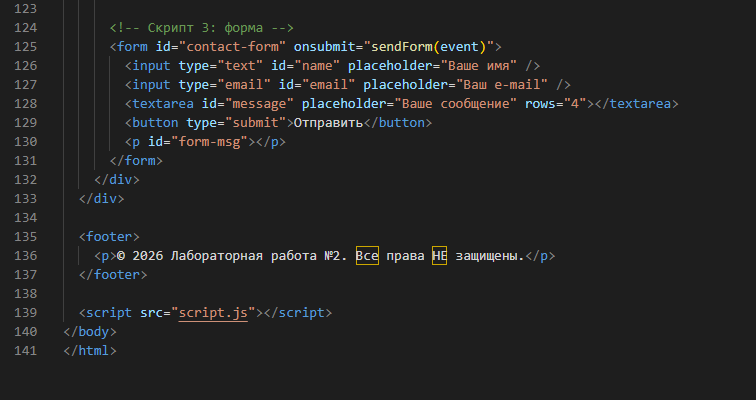 123
124 <!-- Скрипт 3: форма -->
125 <form id="contact-form" onsubmit="sendForm(event)">
126 <input type="text" id="name" placeholder="Ваше имя" />
127 <input type="email" id="email" placeholder="Ваш e-mail" />
128 <textarea id="message" placeholder="Ваше сообщение" rows="4"></textarea>
129 <button type="submit">Отправить</button>
130 <p id="form-msg"></p>
131 </form>
132 </div>
133 </div>
134
135 <footer>
136 <p>© 2026 Лабораторная работа №2. Все права НЕ защищены.</p>
137 </footer>
138
139 <script src="script.js"></script>
140 </body>
141 </html>